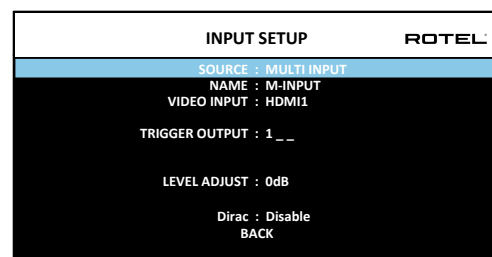 INPUT SETUP ROTEL
SOURCE : MULTI INPUT
NAME : M-INPUT
VIDEO INPUT : HDMI1
TRIGGER OUTPUT : 1 _ _
LEVEL ADJUST : 0dB
Dirac : Disable
BACK